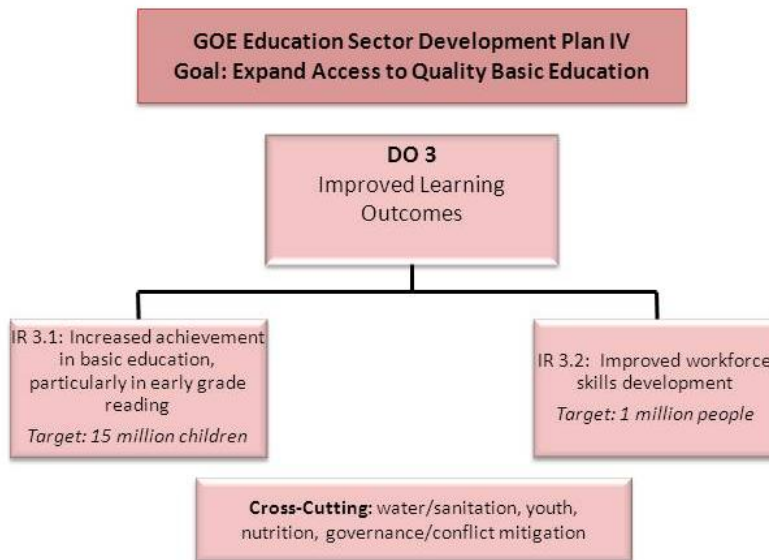 GOE Education Sector Development Plan IV
Goal: Expand Access to Quality Basic Education
DO 3
Improved Learning
Outcomes
IR 3.1: Increased achievement
in basic education,
particularly in early grade
reading
Target: 15 million children
IR 3.2: Improved workforce
skills development
Target: 1 million people
Cross-Cutting: water/sanitation, youth,
nutrition, governance/conflict mitigation